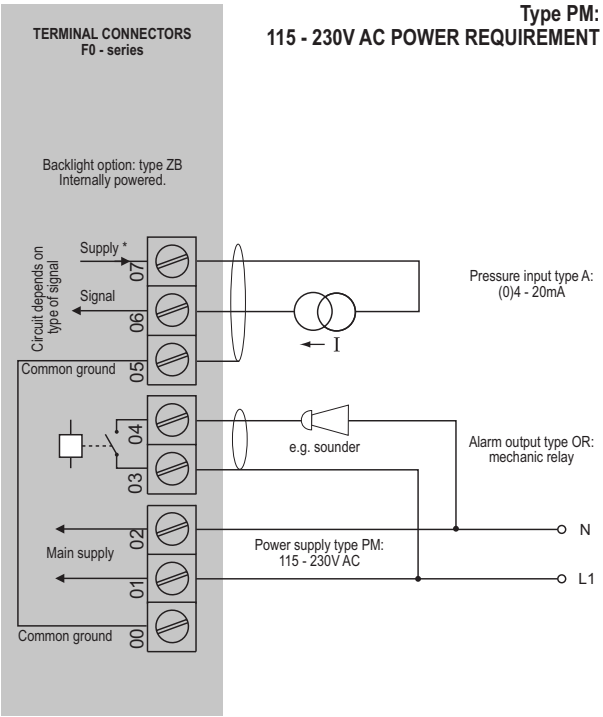 Type PM:
115 - 230V AC POWER REQUIREMENT
TERMINAL CONNECTORS
F0 - series
Backlight option: type ZB
Internally powered.
Circuit depends on
type of signal
Supply *
07
Signal
06
Common ground
05
I
Pressure input type A:
(0)4 - 20mA
04
03
e.g. sounder
Alarm output type OR:
mechanic relay
02
Main supply
01
Power supply type PM:
115 - 230V AC
N
L1
Common ground
00